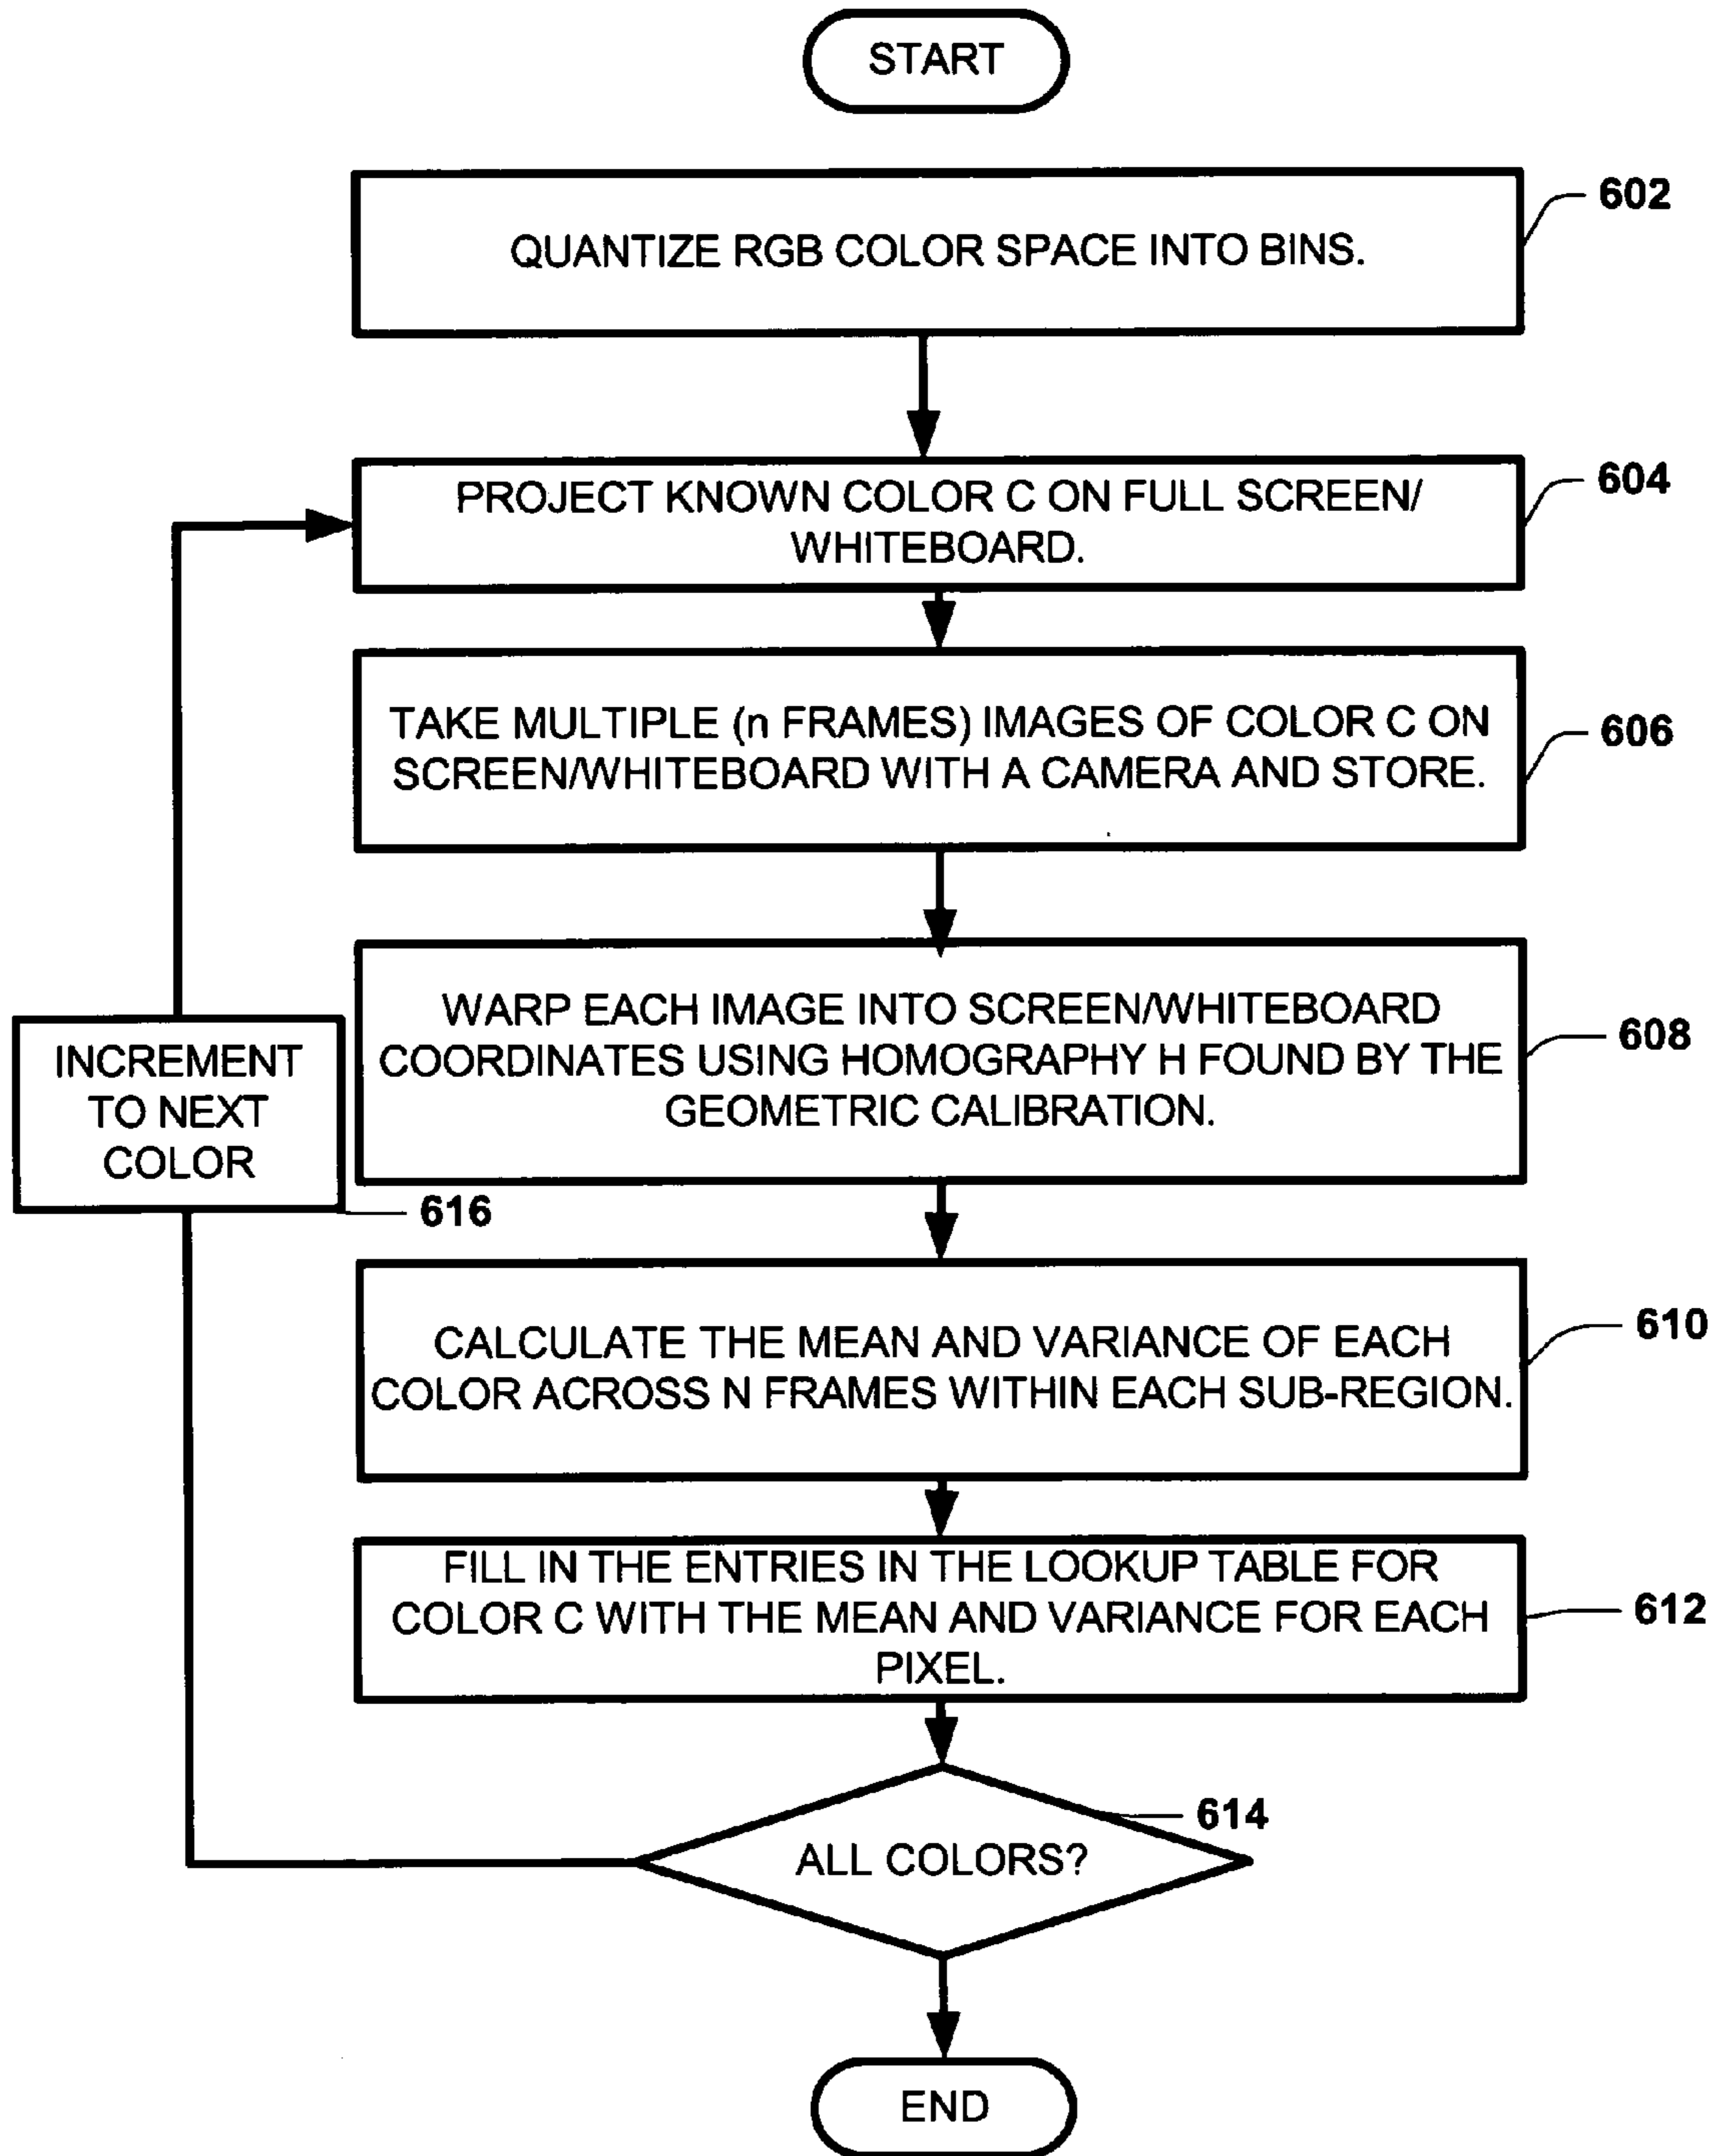 START
QUANTIZE RGB COLOR SPACE INTO BINS.
602
PROJECT KNOWN COLOR C ON FULL SCREEN/
WHITEBOARD.
604
TAKE MULTIPLE (n FRAMES) IMAGES OF COLOR C ON
SCREEN/WHITEBOARD WITH A CAMERA AND STORE.
606
WARP EACH IMAGE INTO SCREEN/WHITEBOARD
COORDINATES USING HOMOGRAPHY H FOUND BY THE
GEOMETRIC CALIBRATION.
608
INCREMENT
TO NEXT
COLOR
616
CALCULATE THE MEAN AND VARIANCE OF EACH
COLOR ACROSS N FRAMES WITHIN EACH SUB-REGION.
610
FILL IN THE ENTRIES IN THE LOOKUP TABLE FOR
COLOR C WITH THE MEAN AND VARIANCE FOR EACH
PIXEL.
612
614
ALL COLORS?
END